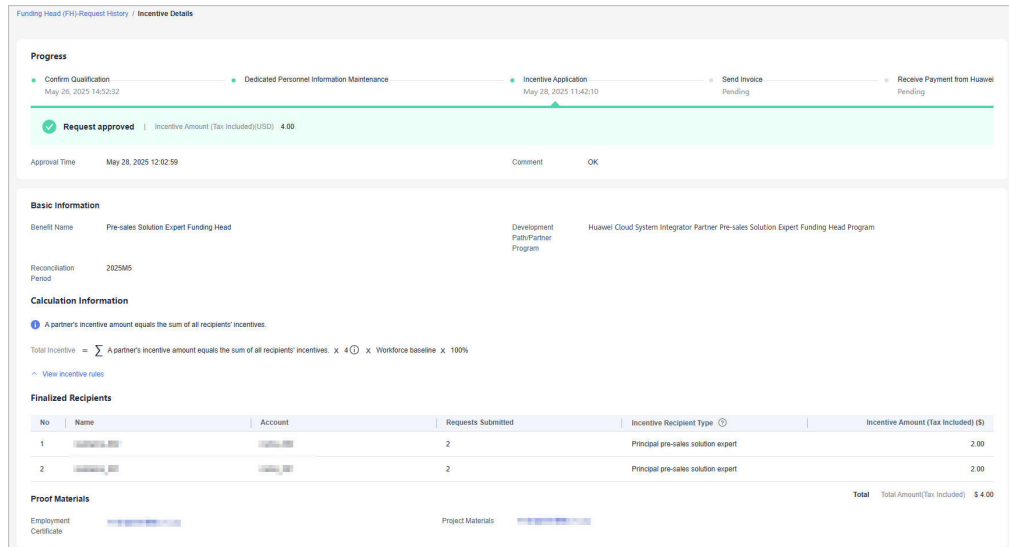 Funding Head (FH)-Request History / Incentive Details
Progress
Confirm Qualification
Dedicated Personnel Information Maintenance
Incentive Application
Send Invoice
Receive Payment from Huawei
May 26, 2025 14:52:32
May 28, 2025 11:42:10
Pending
Pending
Request approved | Incentive Amount (Tax Included)(USD) 4.00
Approval Time May 28, 2025 12:02:59
Comment OK
Basic Information
Benefit Name Pre-sales Solution Expert Funding Head
Development Path/Partner Program Huawei Cloud System Integrator Partner Pre-sales Solution Expert Funding Head Program
Reconciliation Period 2025M5
Calculation Information
A partner's incentive amount equals the sum of all recipients' incentives.
Total Incentive = ∑ A partner's incentive amount equals the sum of all recipients' incentives. x 4 x Workforce baseline x 100%
View incentive rules
Finalized Recipients
No Name Account Requests Submitted Incentive Recipient Type Incentive Amount (Tax Included) ($)
1 2 Principal pre-sales solution expert 2.00
2 2 Principal pre-sales solution expert 2.00
Total Total Amount(Tax Included) $ 4.00
Proof Materials
Employment Certificate
Project Materials